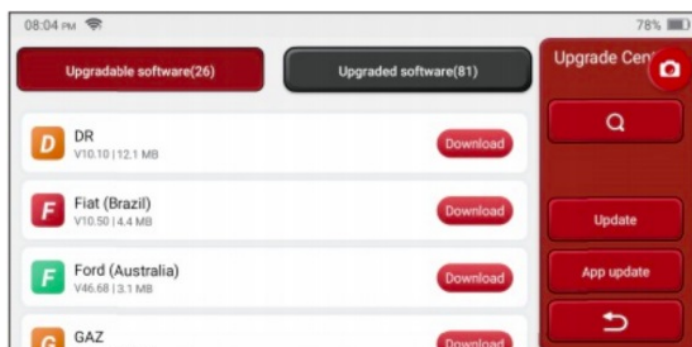 08:04 PM
78%
Upgradable software(26)
Upgraded software(81)
Upgrade Cen
D
DR
V10.10 | 12.1 MB
Download
F
Fiat (Brazil)
V10.50 | 4.4 MB
Download
Update
F
Ford (Australia)
V46.68 | 3.1 MB
Download
App update
G
GAZ
Download